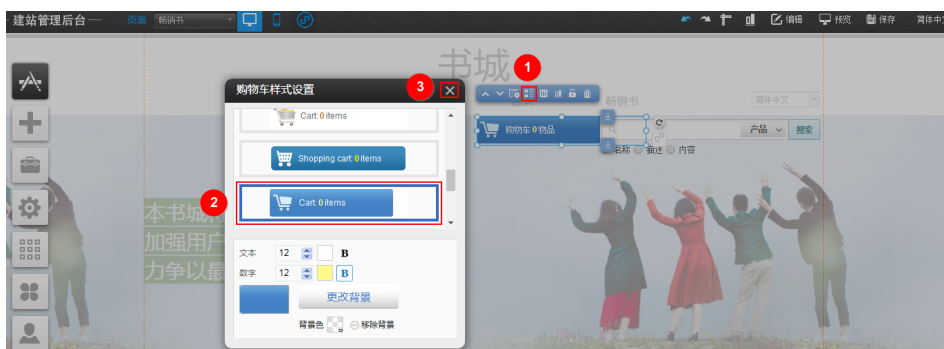 建站管理后台 页面 畅销书 编辑 预览 保存 简体中文
书城
1
购物车样式设置 3
畅销书 简体中文
Cart: 0 items
购物车 0 物品 产品 搜索
名称 描述 内容
Shopping cart: 0 items
2
Cart: 0 items
本书城
加强用户
力争以最
文本 12 B
数字 12 B
更改背景
背景色 移除背景